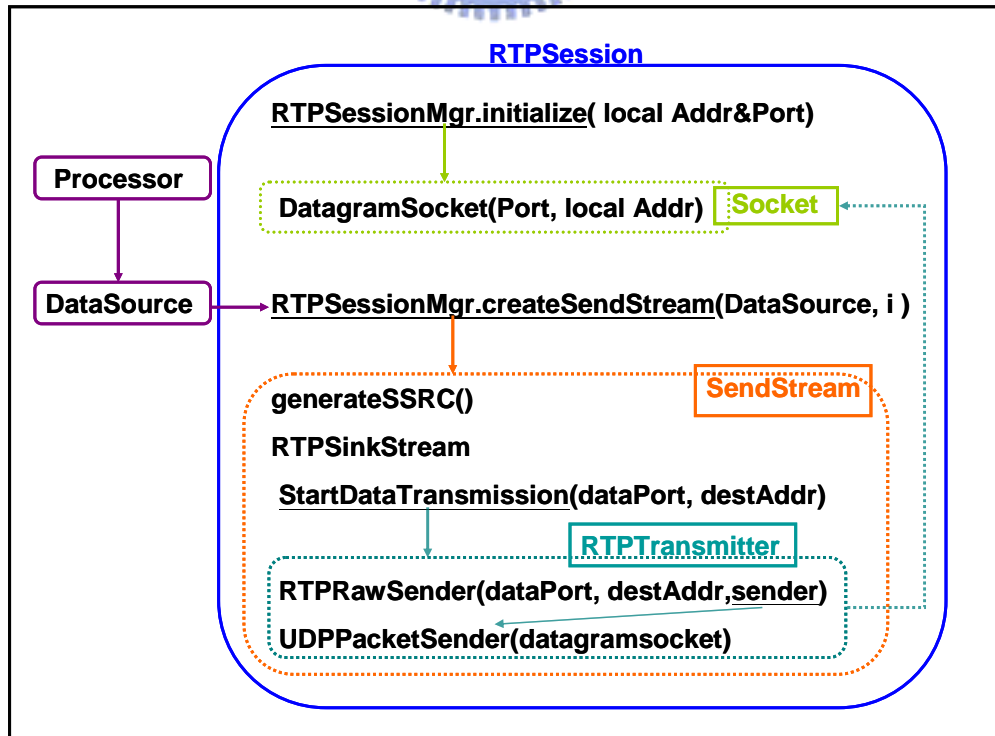 RTPSession
RTPSessionMgr.initialize( local Addr&Port)
Processor
DatagramSocket(Port, local Addr)
Socket
DataSource
RTPSessionMgr.createSendStream(DataSource, i )
SendStream
generateSSRC()
RTPSinkStream
StartDataTransmission(dataPort, destAddr)
RTPTransmitter
RTPRawSender(dataPort, destAddr,sender)
UDPPacketSender(datagramsocket)